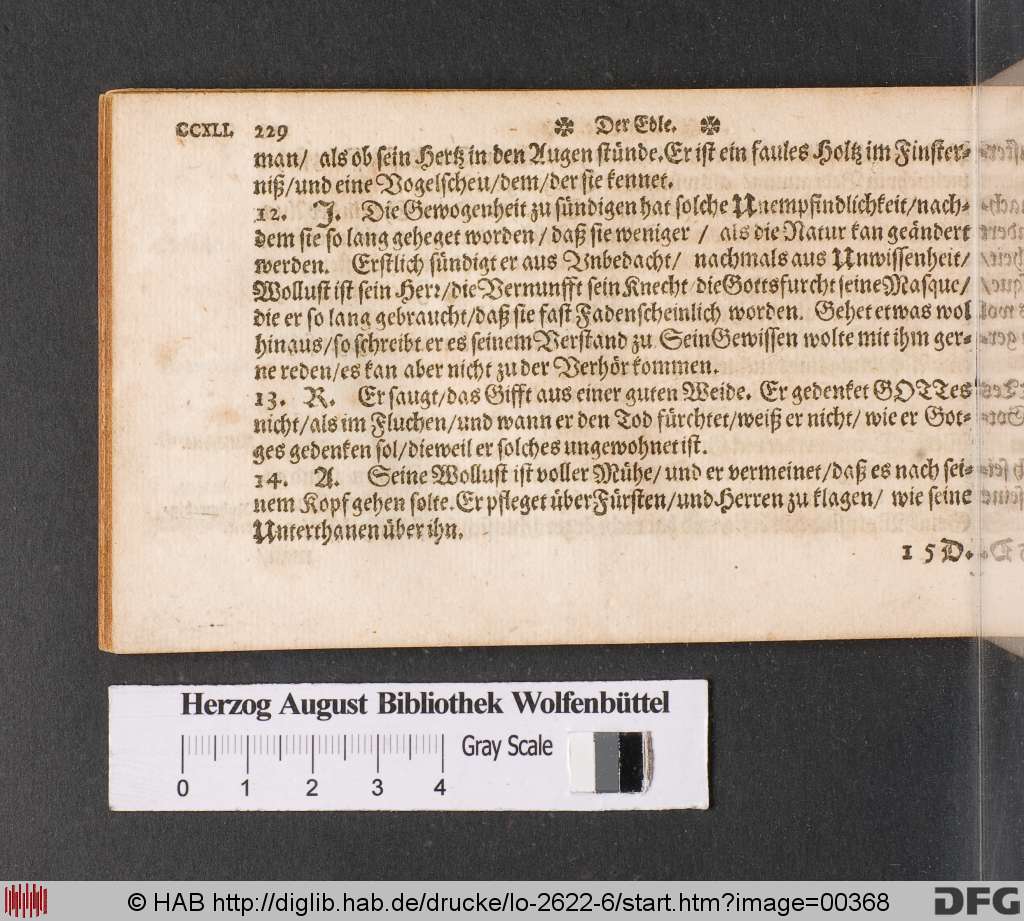 CCXLI. 229 Der Edle.
man/ als ob sein Hertz in den Augen stünde. Er ist ein faules Holtz im Finster-
niß/und eine Vogelscheu/dem/der sie kennet.
12. J. Die Gewogenheit zu sündigen hat solche Unempfindlichkeit/nach-
dem sie so lang geheget worden / daß sie weniger / als die Natur kan geändert
werden. Erstlich sündigt er aus Vnbedacht/ nachmals aus Unwissenheit/
Wollust ist sein Herr/die Vernunfft sein Knecht/die Gottsfurcht seine Masque/
die er so lang gebraucht/daß sie fast Fadenscheinlich worden. Gehet etwas wol
hinaus/so schreibt er es seinem Verstand zu. Sein Gewissen wolte mit ihm ger-
ne reden/es kan aber nicht zu der Verhör kommen.
13. R. Er saugt/das Gifft aus einer guten Weide. Er gedenket GOTTes
nicht/als im Fluchen/und wann er den Tod fürchtet/weiß er nicht/ wie er Got-
ges gedenken sol/dieweil er solches ungewohnet ist.
14. A. Seine Wollust ist voller Mühe/ und er vermeinet/daß es nach sei-
nem Kopf gehen solte. Er pfleget über Fürsten/und Herren zu klagen/ wie seine
Unterthanen über ihn.
15 D.
Herzog August Bibliothek Wolfenbüttel
Gray Scale
0 1 2 3 4
© HAB http://diglib.hab.de/drucke/lo-2622-6/start.htm?image=00368
DFG